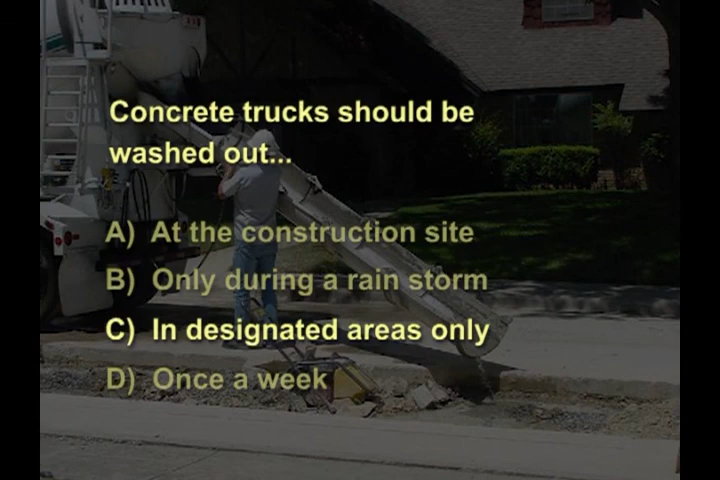 Concrete trucks should be
washed out...
A) At the construction site
B) Only during a rain storm
C) In designated areas only
D) Once a week